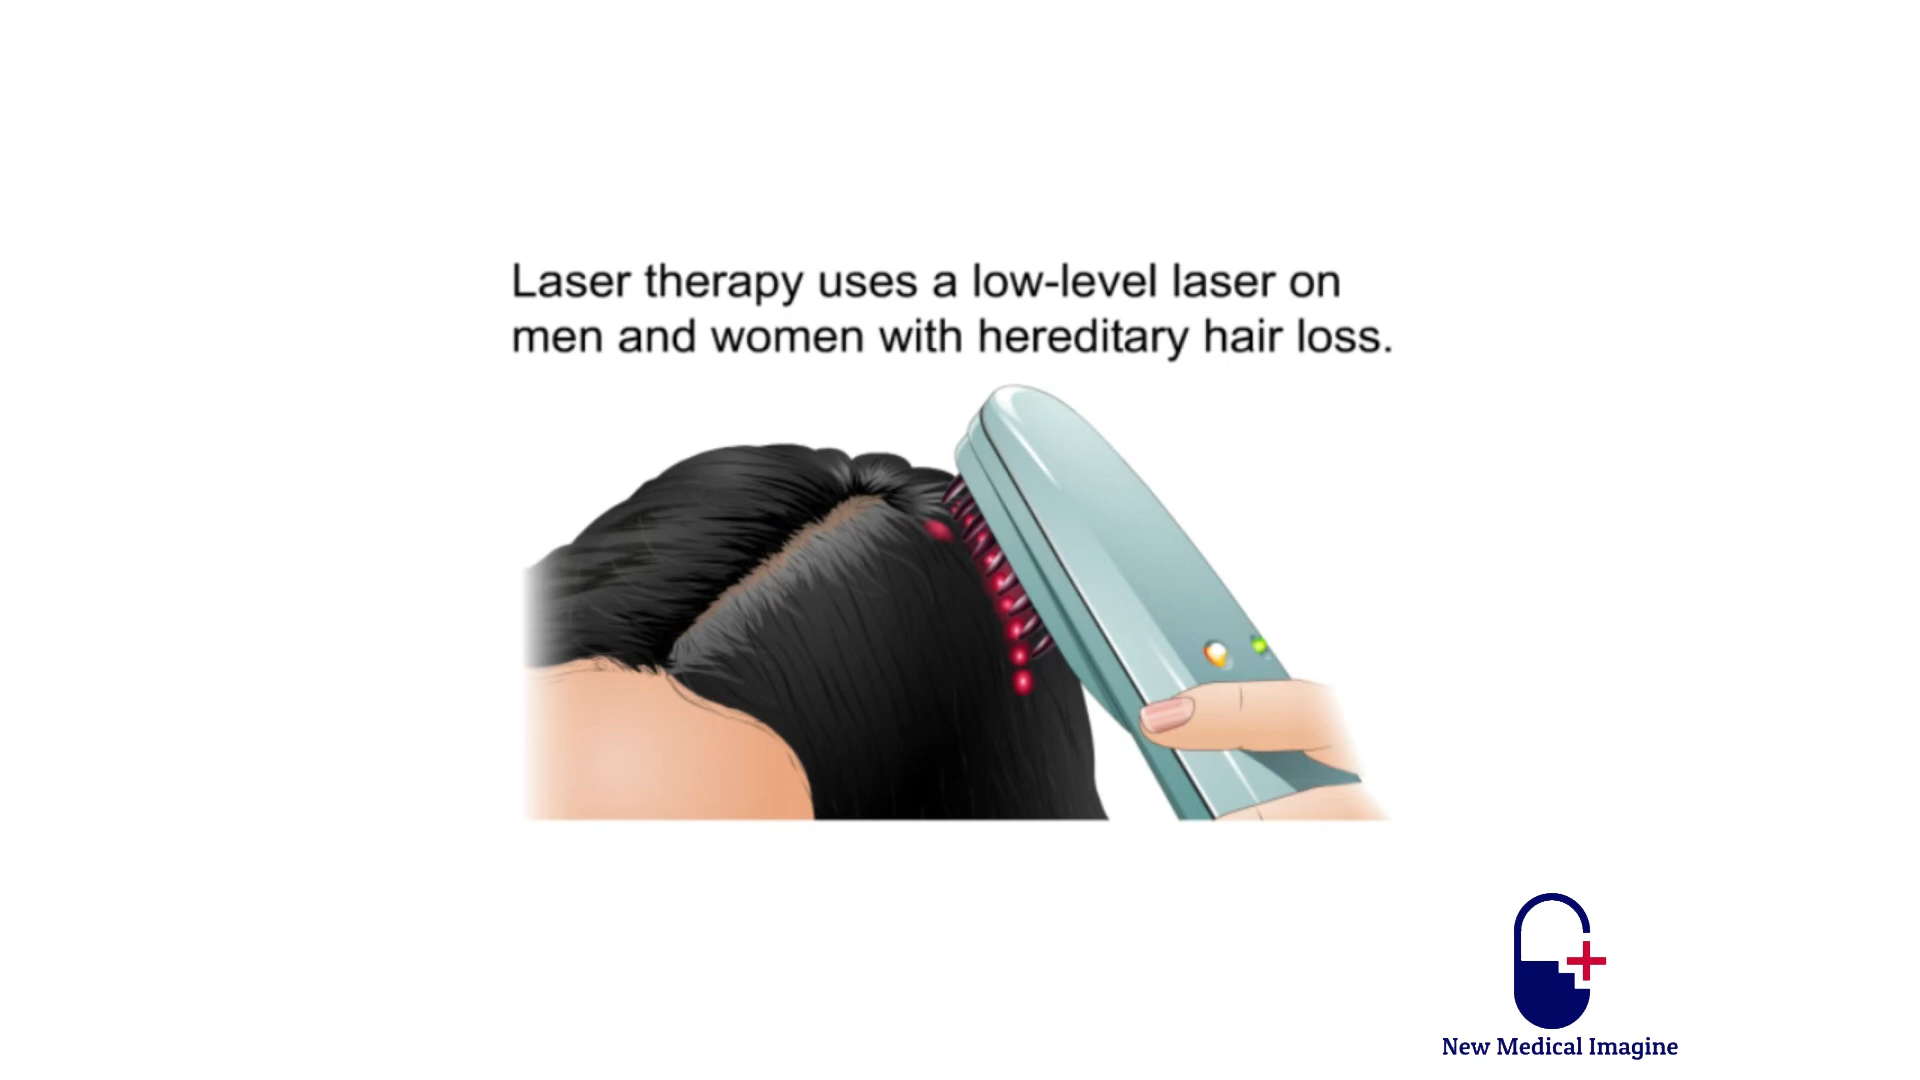 Laser therapy uses a low-level laser on
men and women with hereditary hair loss.
New Medical Imagine